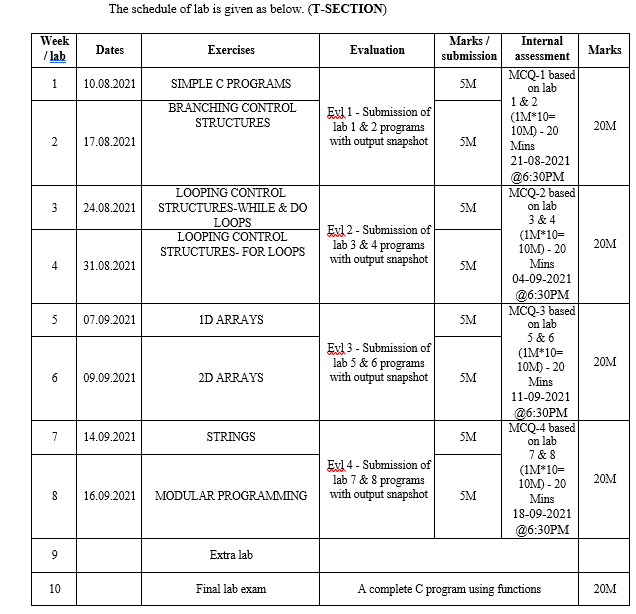 The schedule of lab is given as below. (T-SECTION)
Week / lab Dates Exercises Evaluation Marks / submission Internal assessment Marks
1 10.08.2021 SIMPLE C PROGRAMS Evl 1 - Submission of lab 1 & 2 programs with output snapshot 5M MCQ-1 based on lab 1 & 2 (1M*10= 10M) - 20 Mins 21-08-2021 @6:30PM 20M
2 17.08.2021 BRANCHING CONTROL STRUCTURES 5M
3 24.08.2021 LOOPING CONTROL STRUCTURES-WHILE & DO LOOPS Evl 2 - Submission of lab 3 & 4 programs with output snapshot 5M MCQ-2 based on lab 3 & 4 (1M*10= 10M) - 20 Mins 04-09-2021 @6:30PM 20M
4 31.08.2021 LOOPING CONTROL STRUCTURES- FOR LOOPS 5M
5 07.09.2021 1D ARRAYS Evl 3 - Submission of lab 5 & 6 programs with output snapshot 5M MCQ-3 based on lab 5 & 6 (1M*10= 10M) - 20 Mins 11-09-2021 @6:30PM 20M
6 09.09.2021 2D ARRAYS 5M
7 14.09.2021 STRINGS Evl 4 - Submission of lab 7 & 8 programs with output snapshot 5M MCQ-4 based on lab 7 & 8 (1M*10= 10M) - 20 Mins 18-09-2021 @6:30PM 20M
8 16.09.2021 MODULAR PROGRAMMING 5M
9 Extra lab
10 Final lab exam A complete C program using functions 20M